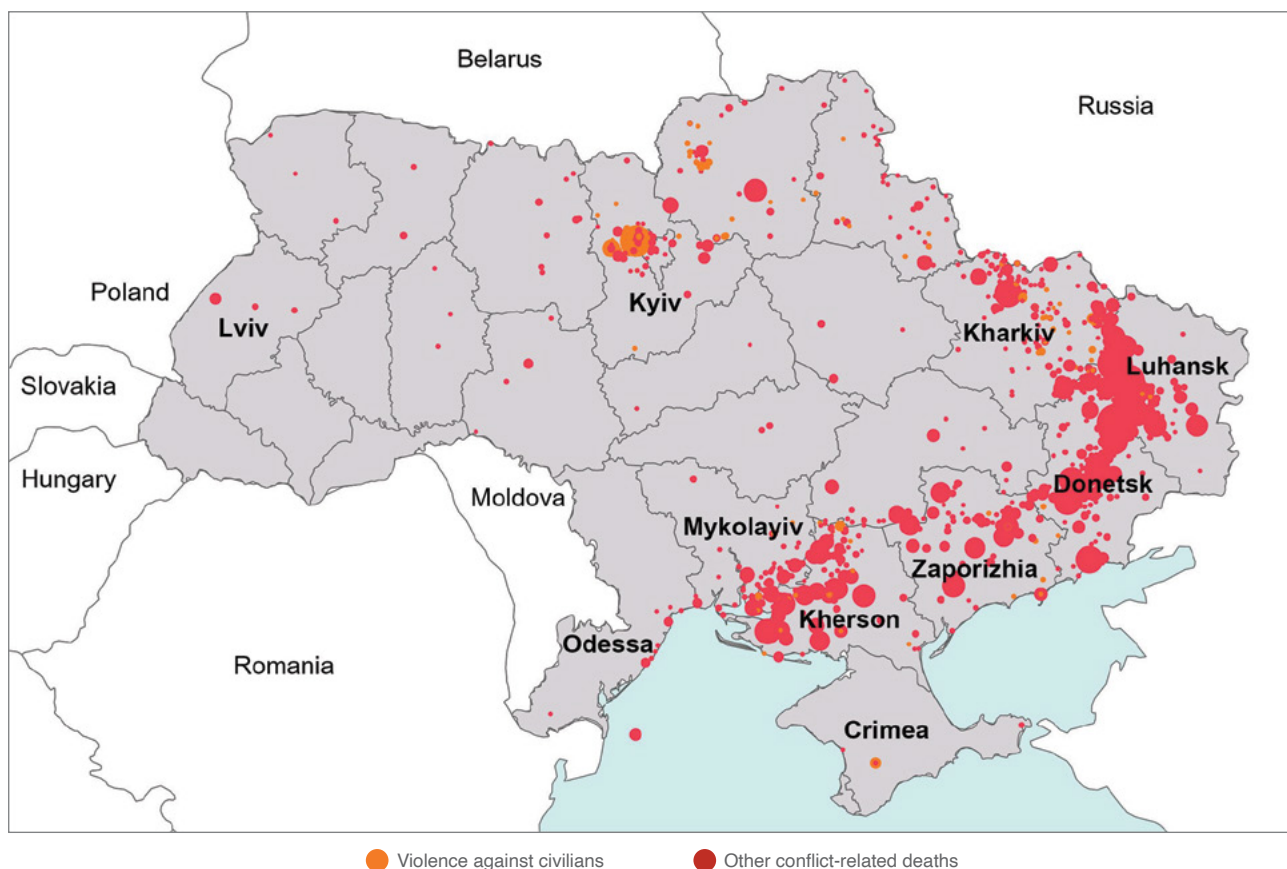 Belarus
Russia
Poland
Lviv
Kyiv
Kharkiv
Luhansk
Slovakia
Hungary
Moldova
Donetsk
Mykolayiv
Zaporizhia
Kherson
Odessa
Romania
Crimea
Violence against civilians
Other conflict-related deaths